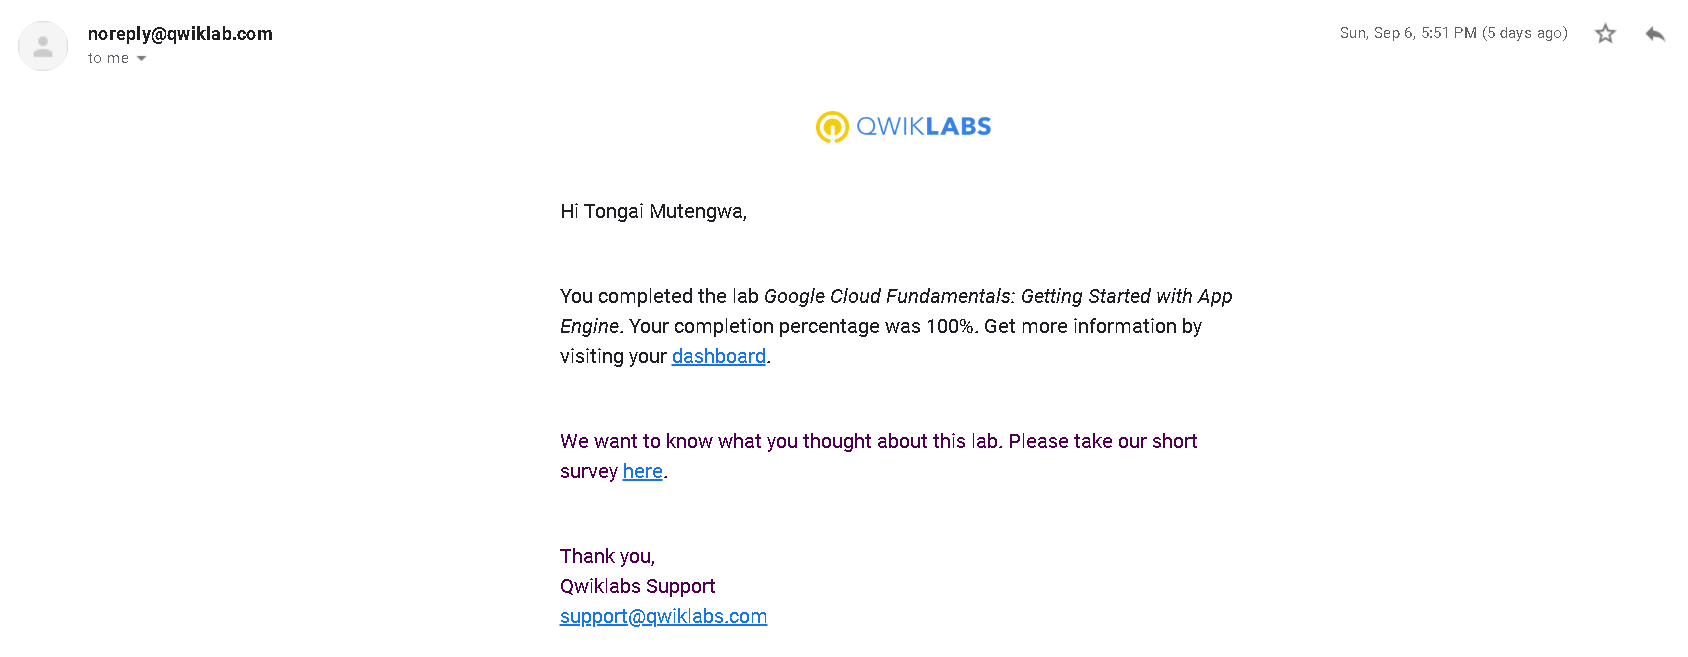 noreply@qwiklab.com
Sun, Sep 6, 5:51 PM (5 days ago)
to me
QWIKLABS
Hi Tongai Mutengwa,
You completed the lab Google Cloud Fundamentals: Getting Started with App
Engine. Your completion percentage was 100%. Get more information by
visiting your dashboard.
We want to know what you thought about this lab. Please take our short
survey here.
Thank you,
Qwiklabs Support
support@qwiklabs.com